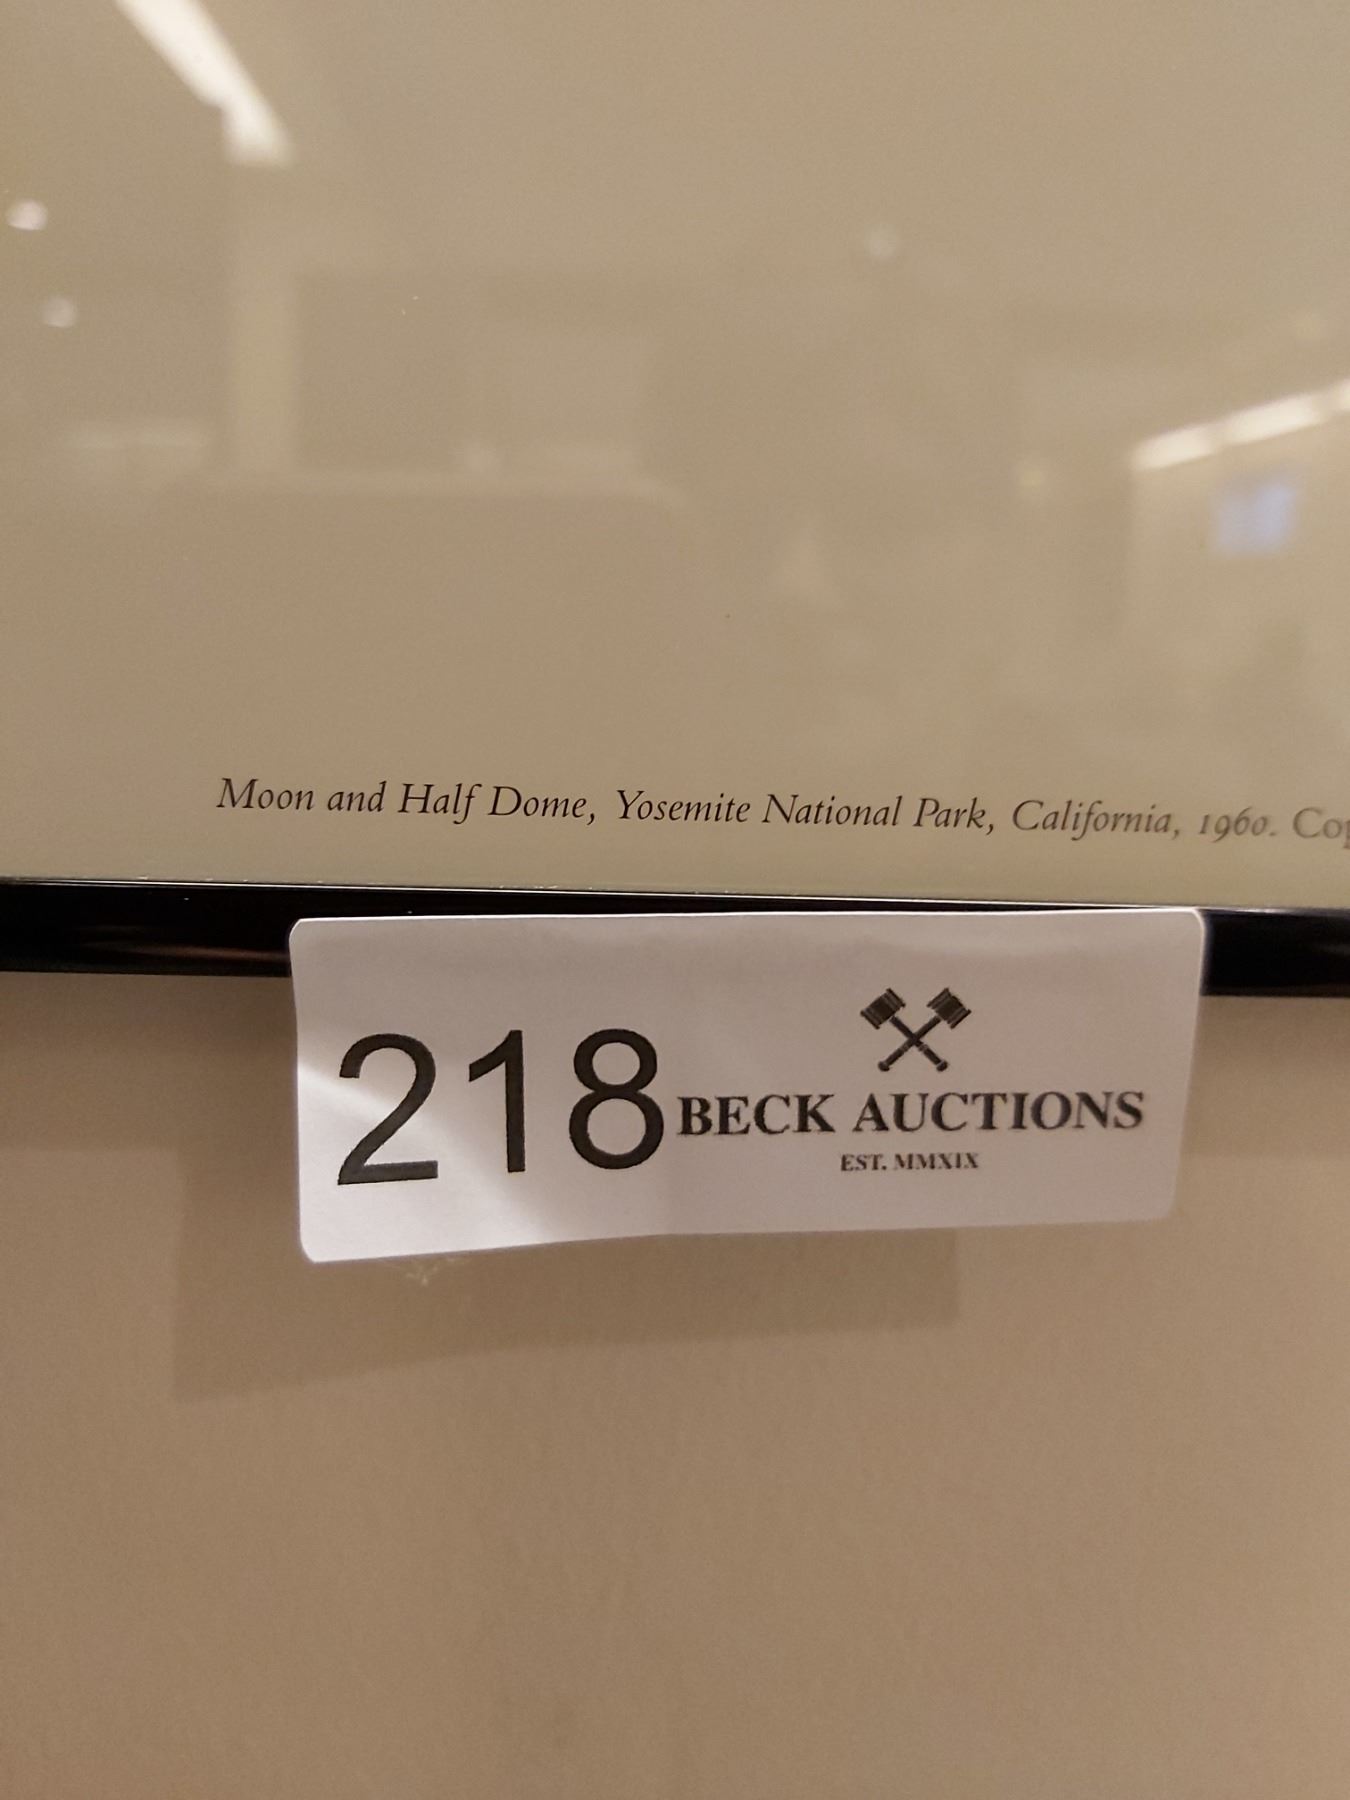 Moon and Half Dome, Yosemite National Park, California, 1960.
218
BECK AUCTIONS
EST. MMXIX